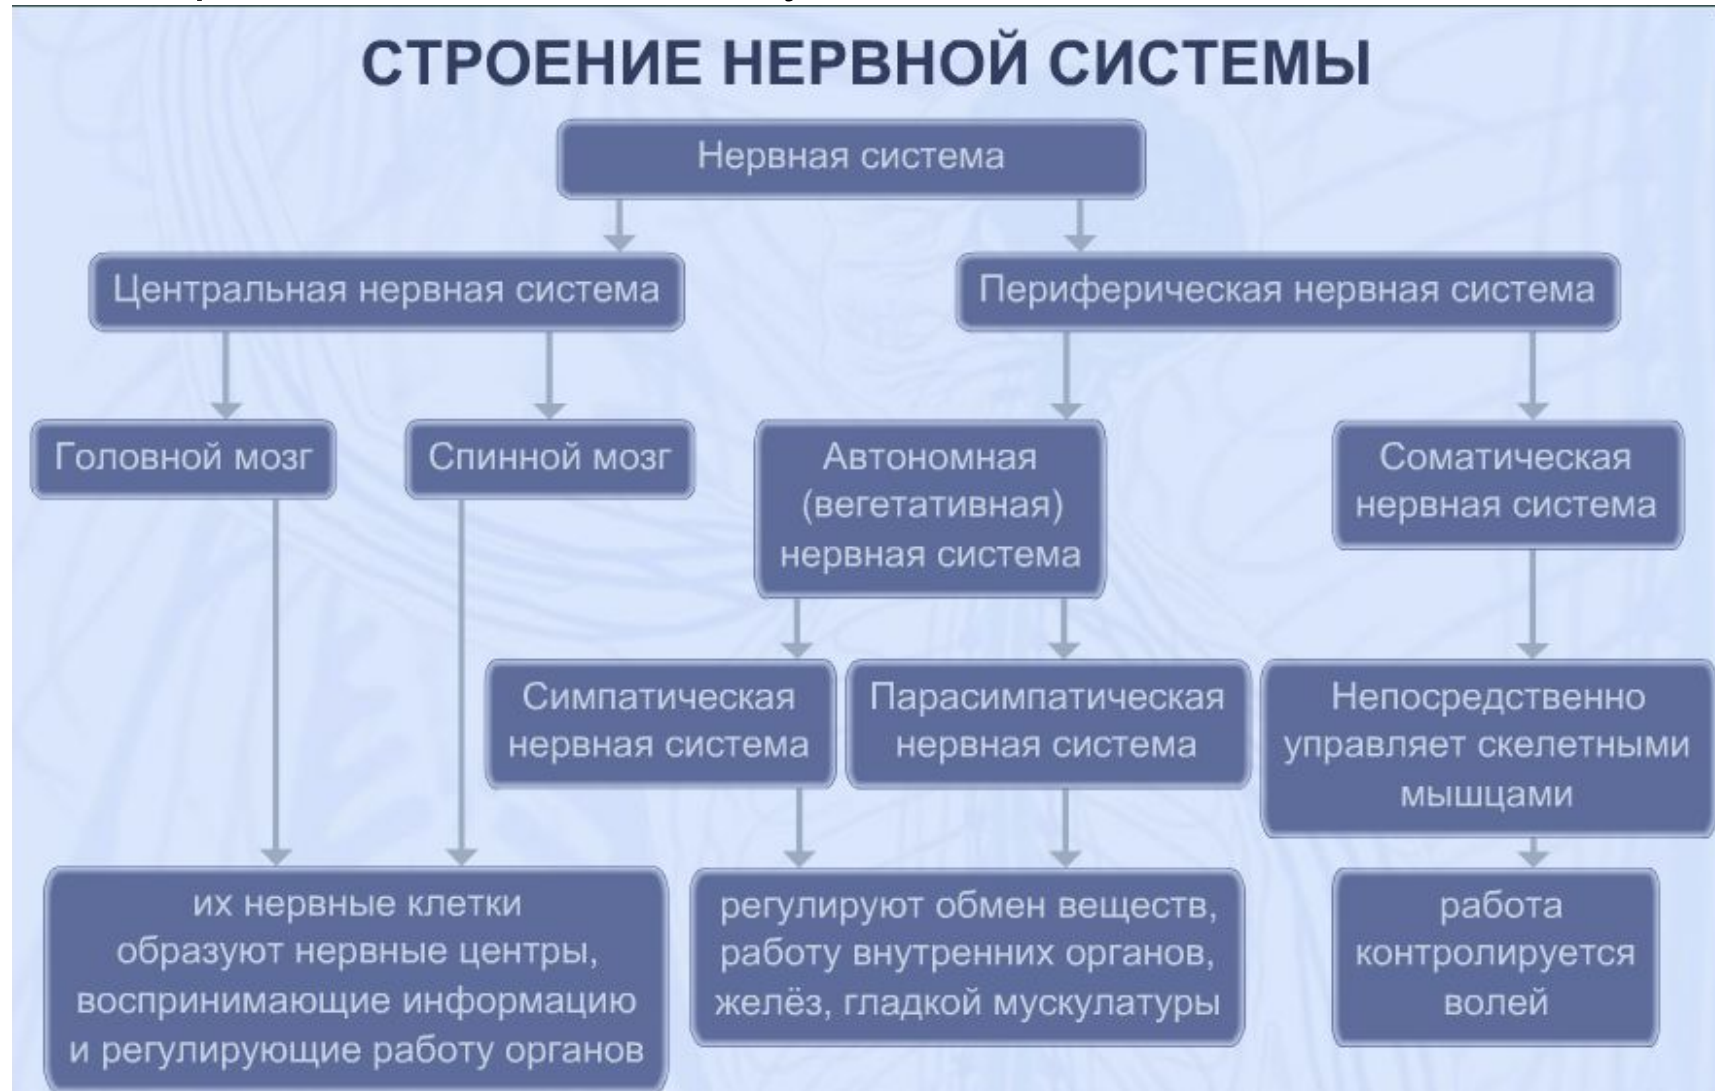 СТРОЕНИЕ НЕРВНОЙ СИСТЕМЫ
Нервная система
Центральная нервная система
Периферическая нервная система
Головной мозг
Спинной мозг
Автономная
(вегетативная)
нервная система
Соматическая
нервная система
Симпатическая
нервная система
Парасимпатическая
нервная система
Непосредственно
управляет скелетными
мышцами
их нервные клетки
образуют нервные центры,
воспринимающие информацию
и регулирующие работу органов
регулируют обмен веществ,
работу внутренних органов,
желёз, гладкой мускулатуры
работа
контролируется
волей